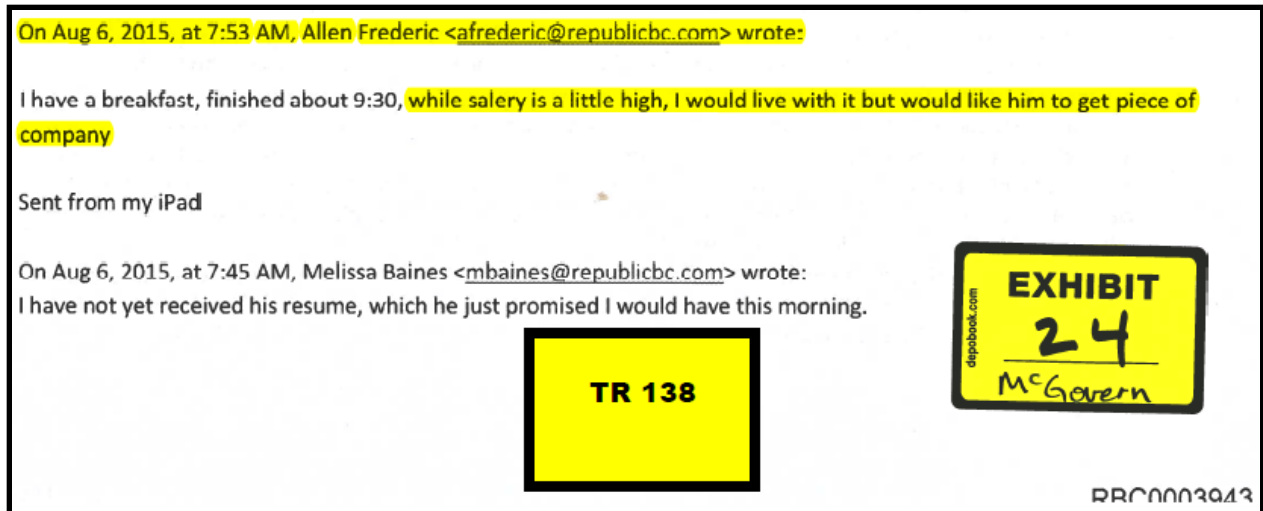 On Aug 6, 2015, at 7:53 AM, Allen Frederic <afrederic@republicbc.com> wrote:
I have a breakfast, finished about 9:30, while salery is a little high, I would live with it but would like him to get piece of
company
Sent from my iPad
On Aug 6, 2015, at 7:45 AM, Melissa Baines <mbaines@republicbc.com> wrote:
I have not yet received his resume, which he just promised I would have this morning.
TR 138
depobook.com
EXHIBIT
24
McGovern
RBC0003943